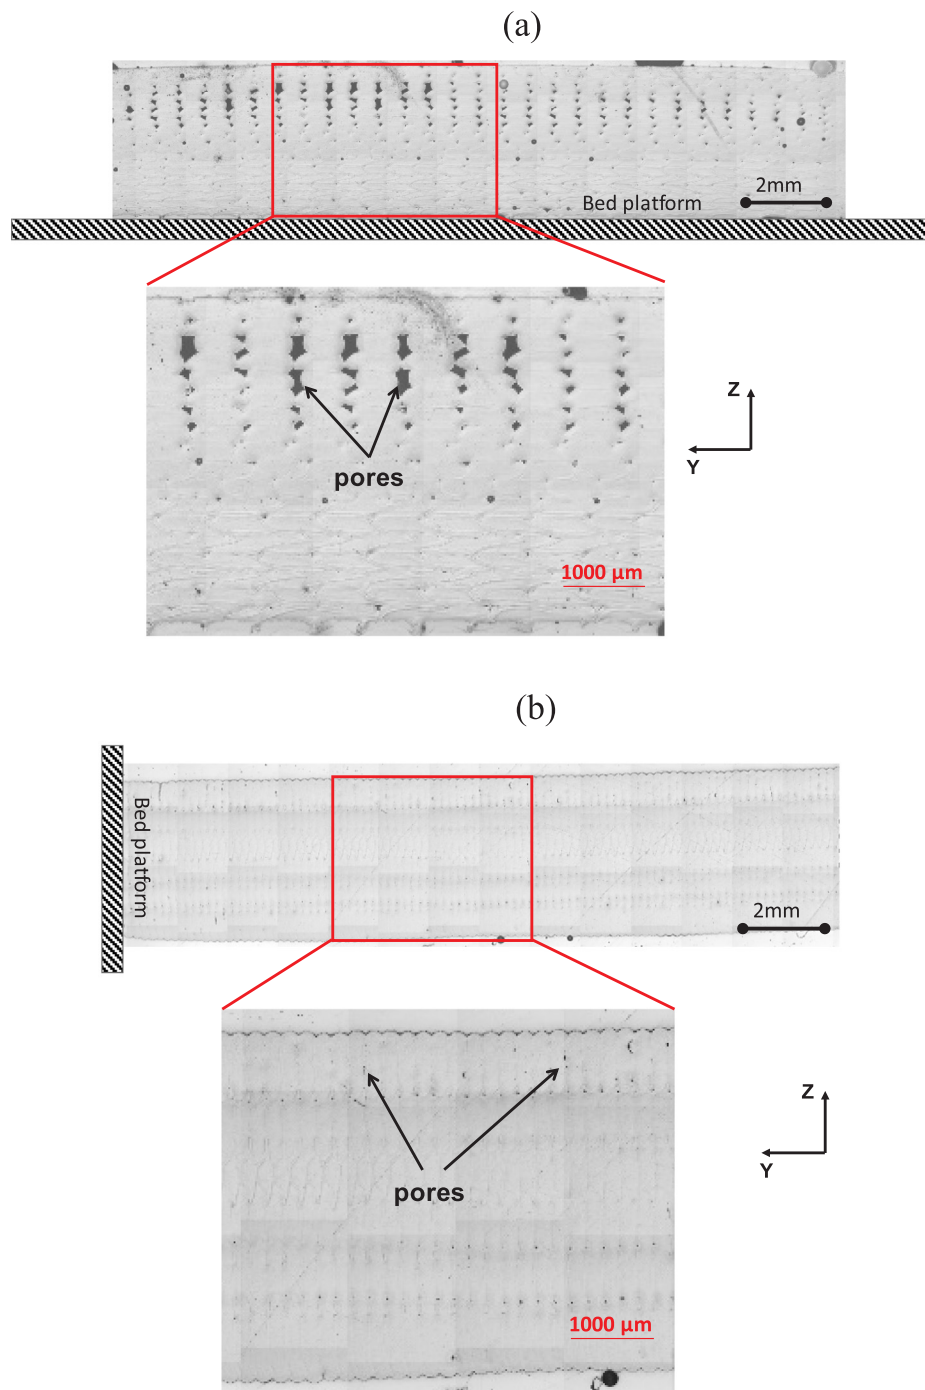 (a)
2mm
Bed platform
Z
Y
pores
1000 µm
(b)
Bed platform
2mm
Z
Y
pores
1000 µm